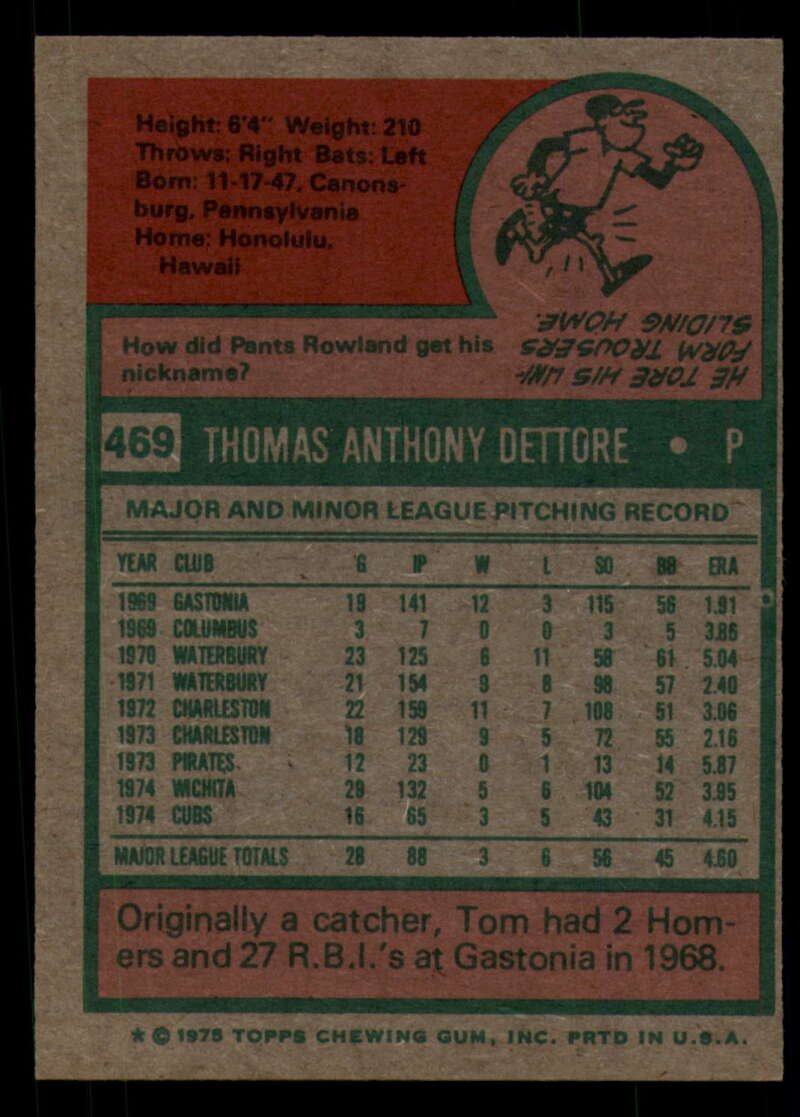 Height: 6'4" Weight: 210
Throws: Right Bats: Left
Born: 11-17-47, Canons-
burg, Pennsylvania
Home: Honolulu,
Hawaii
How did Pants Rowland get his
nickname?
HE TORE HIS UNI-
FORM TROUSERS
SLIDING HOME.
469 THOMAS ANTHONY DETTORE • P
MAJOR AND MINOR LEAGUE PITCHING RECORD
YEAR CLUB G IP W L SO BB ERA
1969 GASTONIA 19 141 12 3 115 56 1.91
1969 COLUMBUS 3 7 0 0 3 5 3.86
1970 WATERBURY 23 125 6 11 58 61 5.04
1971 WATERBURY 21 154 9 8 98 57 2.40
1972 CHARLESTON 22 159 11 7 108 51 3.06
1973 CHARLESTON 18 129 9 5 72 55 2.16
1973 PIRATES 12 23 0 1 13 14 5.87
1974 WICHITA 29 132 5 6 104 52 3.95
1974 CUBS 16 65 3 5 43 31 4.15
MAJOR LEAGUE TOTALS 28 88 3 6 56 45 4.60
Originally a catcher, Tom had 2 Hom-
ers and 27 R.B.I.'s at Gastonia in 1968.
* © 1975 TOPPS CHEWING GUM, INC. PRTD IN U.S.A.